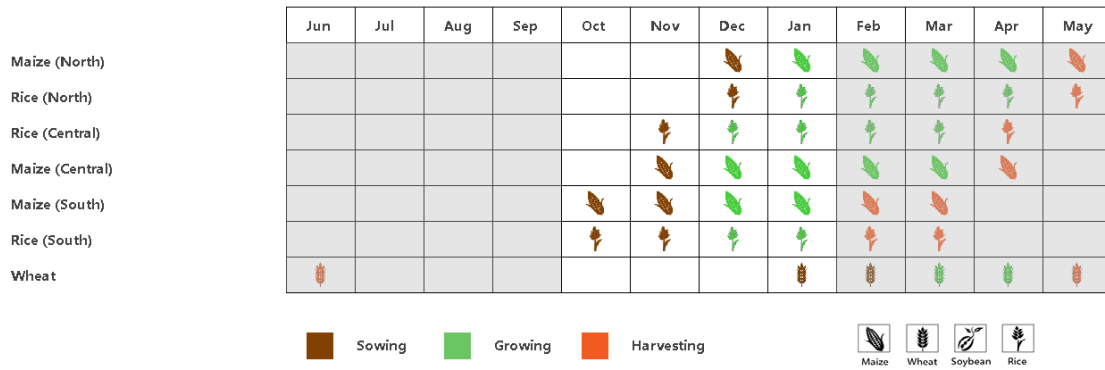 Jun Jul Aug Sep Oct Nov Dec Jan Feb Mar Apr May
Maize (North)
Rice (North)
Rice (Central)
Maize (Central)
Maize (South)
Rice (South)
Wheat
Sowing Growing Harvesting
Maize Wheat Soybean Rice